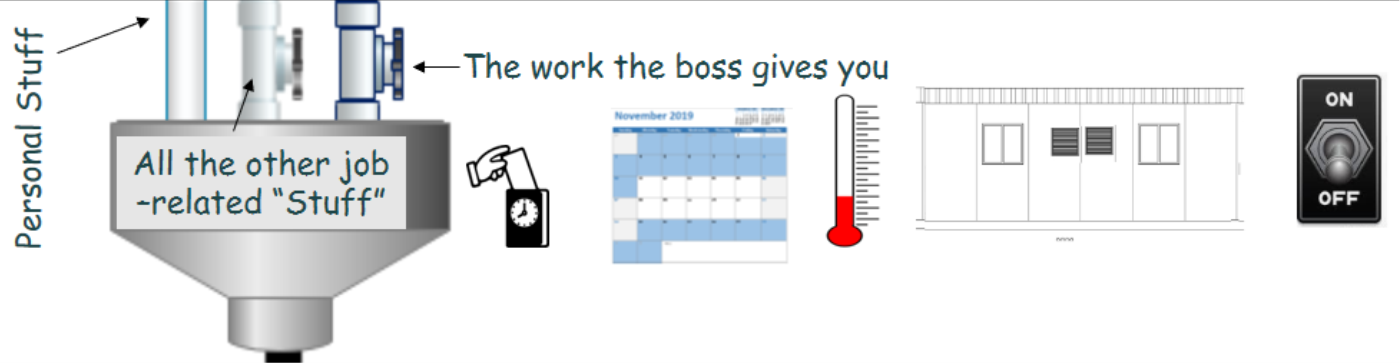 Personal Stuff
The work the boss gives you
All the other job
-related “Stuff”
November 2019
ON
OFF